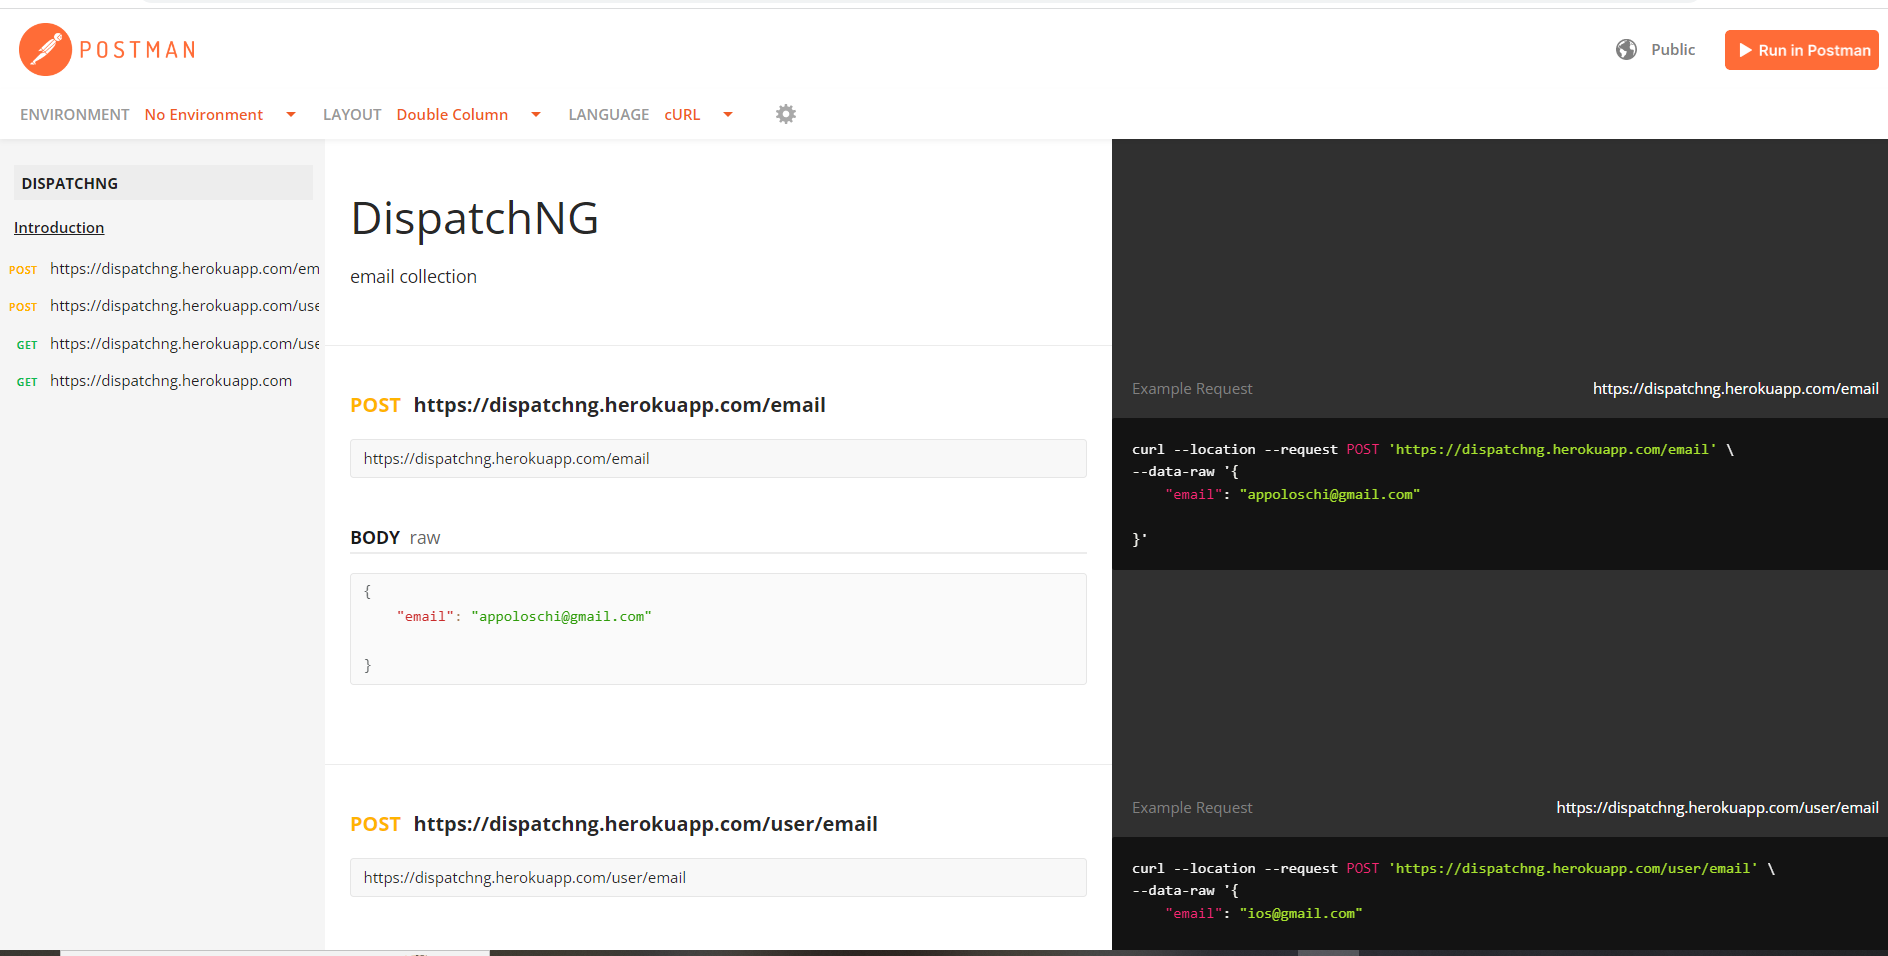 POSTMAN
Public
Run in Postman
ENVIRONMENT No Environment LAYOUT Double Column LANGUAGE cURL
DISPATCHNG
Introduction
POST https://dispatchng.herokuapp.com/em
POST https://dispatchng.herokuapp.com/use
GET https://dispatchng.herokuapp.com/use
GET https://dispatchng.herokuapp.com
DispatchNG
email collection
POST https://dispatchng.herokuapp.com/email
https://dispatchng.herokuapp.com/email
BODY raw
{
"email": "appoloschi@gmail.com"
}
POST https://dispatchng.herokuapp.com/user/email
https://dispatchng.herokuapp.com/user/email
Example Request https://dispatchng.herokuapp.com/email
curl --location --request POST 'https://dispatchng.herokuapp.com/email' \
--data-raw '{
"email": "appoloschi@gmail.com"
}'
Example Request https://dispatchng.herokuapp.com/user/email
curl --location --request POST 'https://dispatchng.herokuapp.com/user/email' \
--data-raw '{
"email": "ios@gmail.com"